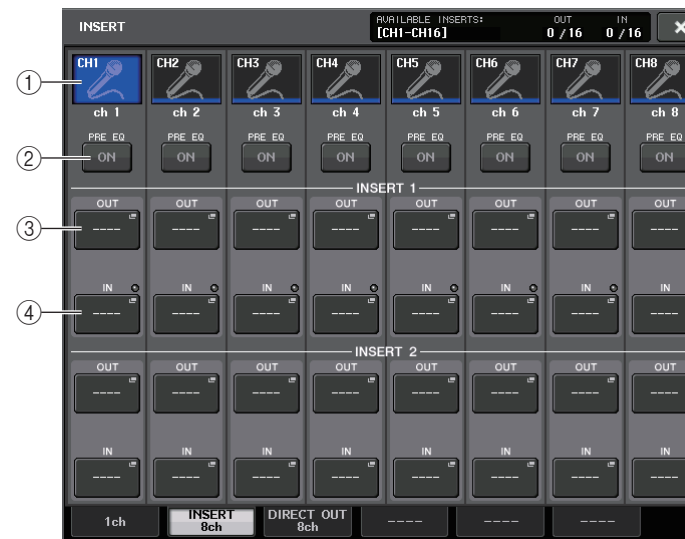 INSERT
AVAILABLE INSERTS: OUT IN
[CH1-CH16] 0 /16 0 /16
CH1 CH2 CH3 CH4 CH5 CH6 CH7 CH8
① ch 1 ch 2 ch 3 ch 4 ch 5 ch 6 ch 7 ch 8
PRE EQ PRE EQ PRE EQ PRE EQ PRE EQ PRE EQ PRE EQ PRE EQ
② ON ON ON ON ON ON ON ON
INSERT 1
OUT OUT OUT OUT OUT OUT OUT OUT
③ ---- ---- ---- ---- ---- ---- ---- ----
IN IN IN IN IN IN IN IN
④ ---- ---- ---- ---- ---- ---- ---- ----
INSERT 2
OUT OUT OUT OUT OUT OUT OUT OUT
---- ---- ---- ---- ---- ---- ---- ----
IN IN IN IN IN IN IN IN
---- ---- ---- ---- ---- ---- ---- ----
1ch INSERT 8ch DIRECT OUT 8ch ---- ---- ----